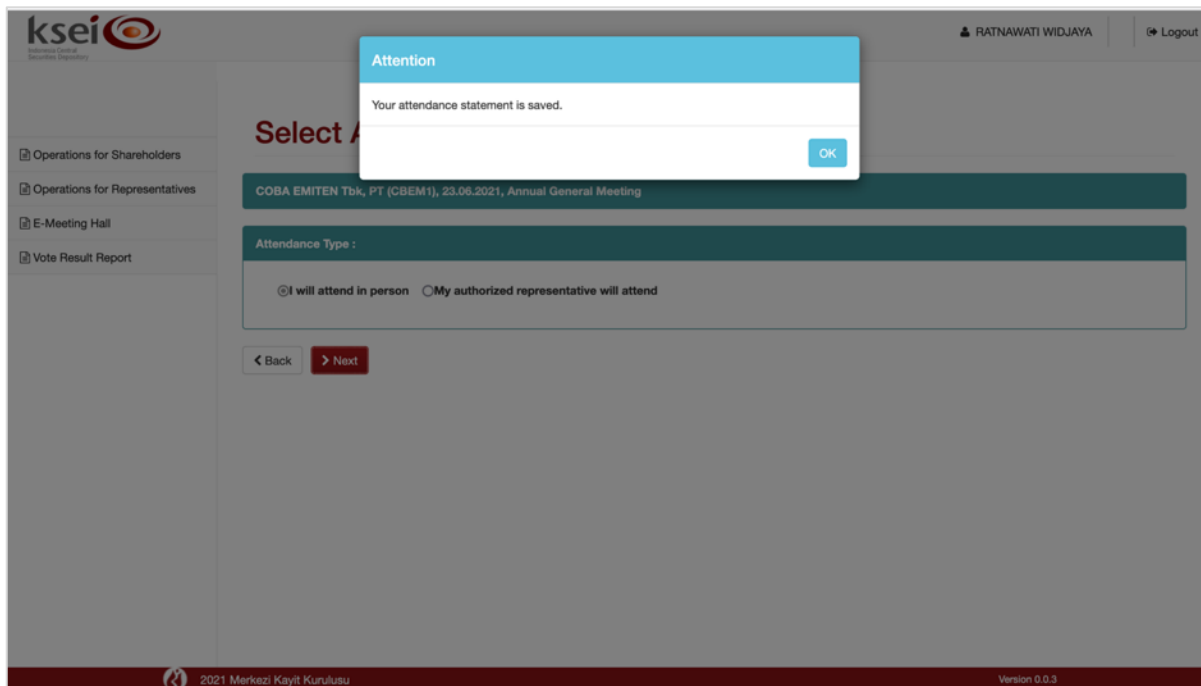 ksei
Indonesia Central
Securities Depository
RATNAWATI WIDJAJA
Logout
Attention
Your attendance statement is saved.
OK
Select A
Operations for Shareholders
Operations for Representatives
E-Meeting Hall
Vote Result Report
COBA EMITEN Tbk, PT (CBEM1), 23.06.2021, Annual General Meeting
Attendance Type :
I will attend in person My authorized representative will attend
Back Next
2021 Merkezi Kayit Kurulusu
Version 0.0.3